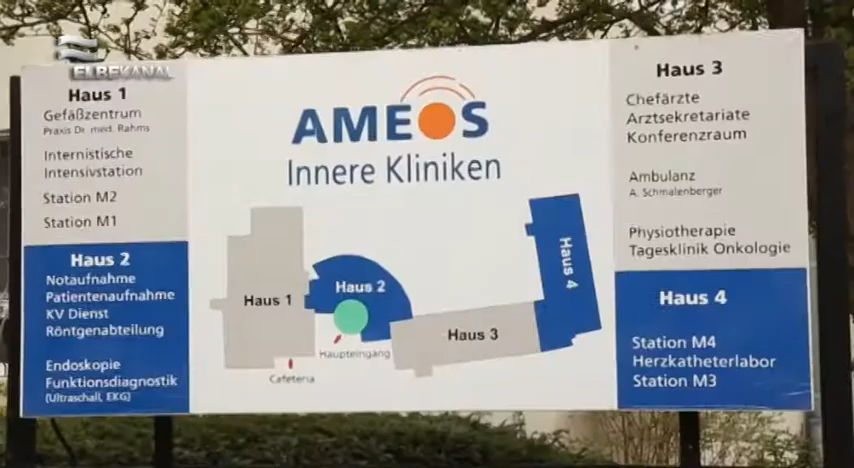 ELBEKANAL
Haus 1
Gefäßzentrum
Praxis Dr. med. Rahms
Internistische
Intensivstation
Station M2
Station M1
Haus 2
Notaufnahme
Patientenaufnahme
KV Dienst
Röntgenabteilung
Endoskopie
Funktionsdiagnostik
(Ultraschall, EKG)
AMEOS
Innere Kliniken
Haus 1
Haus 2
Haus 3
Haus 4
Haupteingang
Cafeteria
Haus 3
Chefärzte
Arztsekretariate
Konferenzraum
Ambulanz
A. Schmalenberger
Physiotherapie
Tagesklinik Onkologie
Haus 4
Station M4
Herzkatheterlabor
Station M3